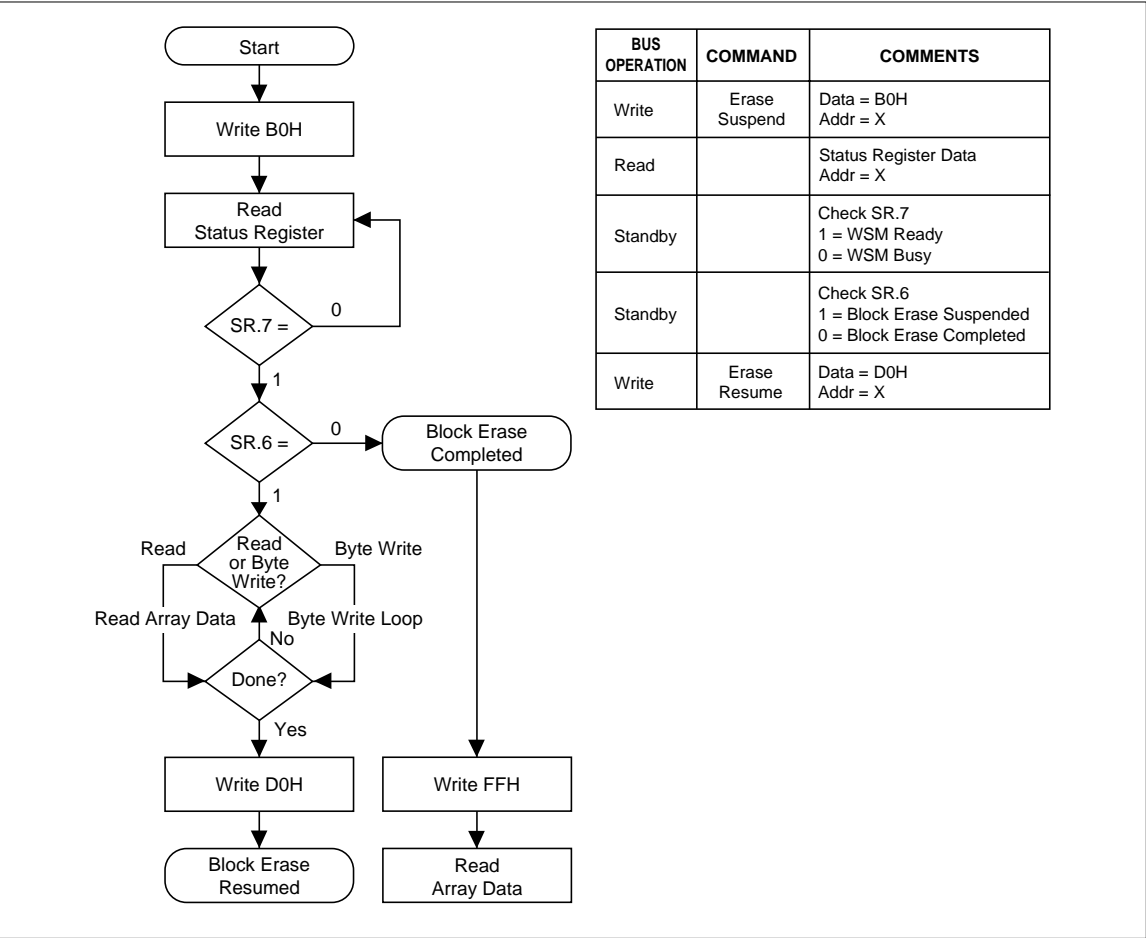 Start
Write B0H
Read
Status Register
SR.7 =
0
1
SR.6 =
0
Block Erase
Completed
1
Read
Read
or Byte
Write?
Byte Write
Read Array Data
Byte Write Loop
No
Done?
Yes
Write D0H
Write FFH
Block Erase
Resumed
Read
Array Data
BUS
OPERATION
COMMAND
COMMENTS
Write
Erase
Suspend
Data = B0H
Addr = X
Read
Status Register Data
Addr = X
Standby
Check SR.7
1 = WSM Ready
0 = WSM Busy
Standby
Check SR.6
1 = Block Erase Suspended
0 = Block Erase Completed
Write
Erase
Resume
Data = D0H
Addr = X